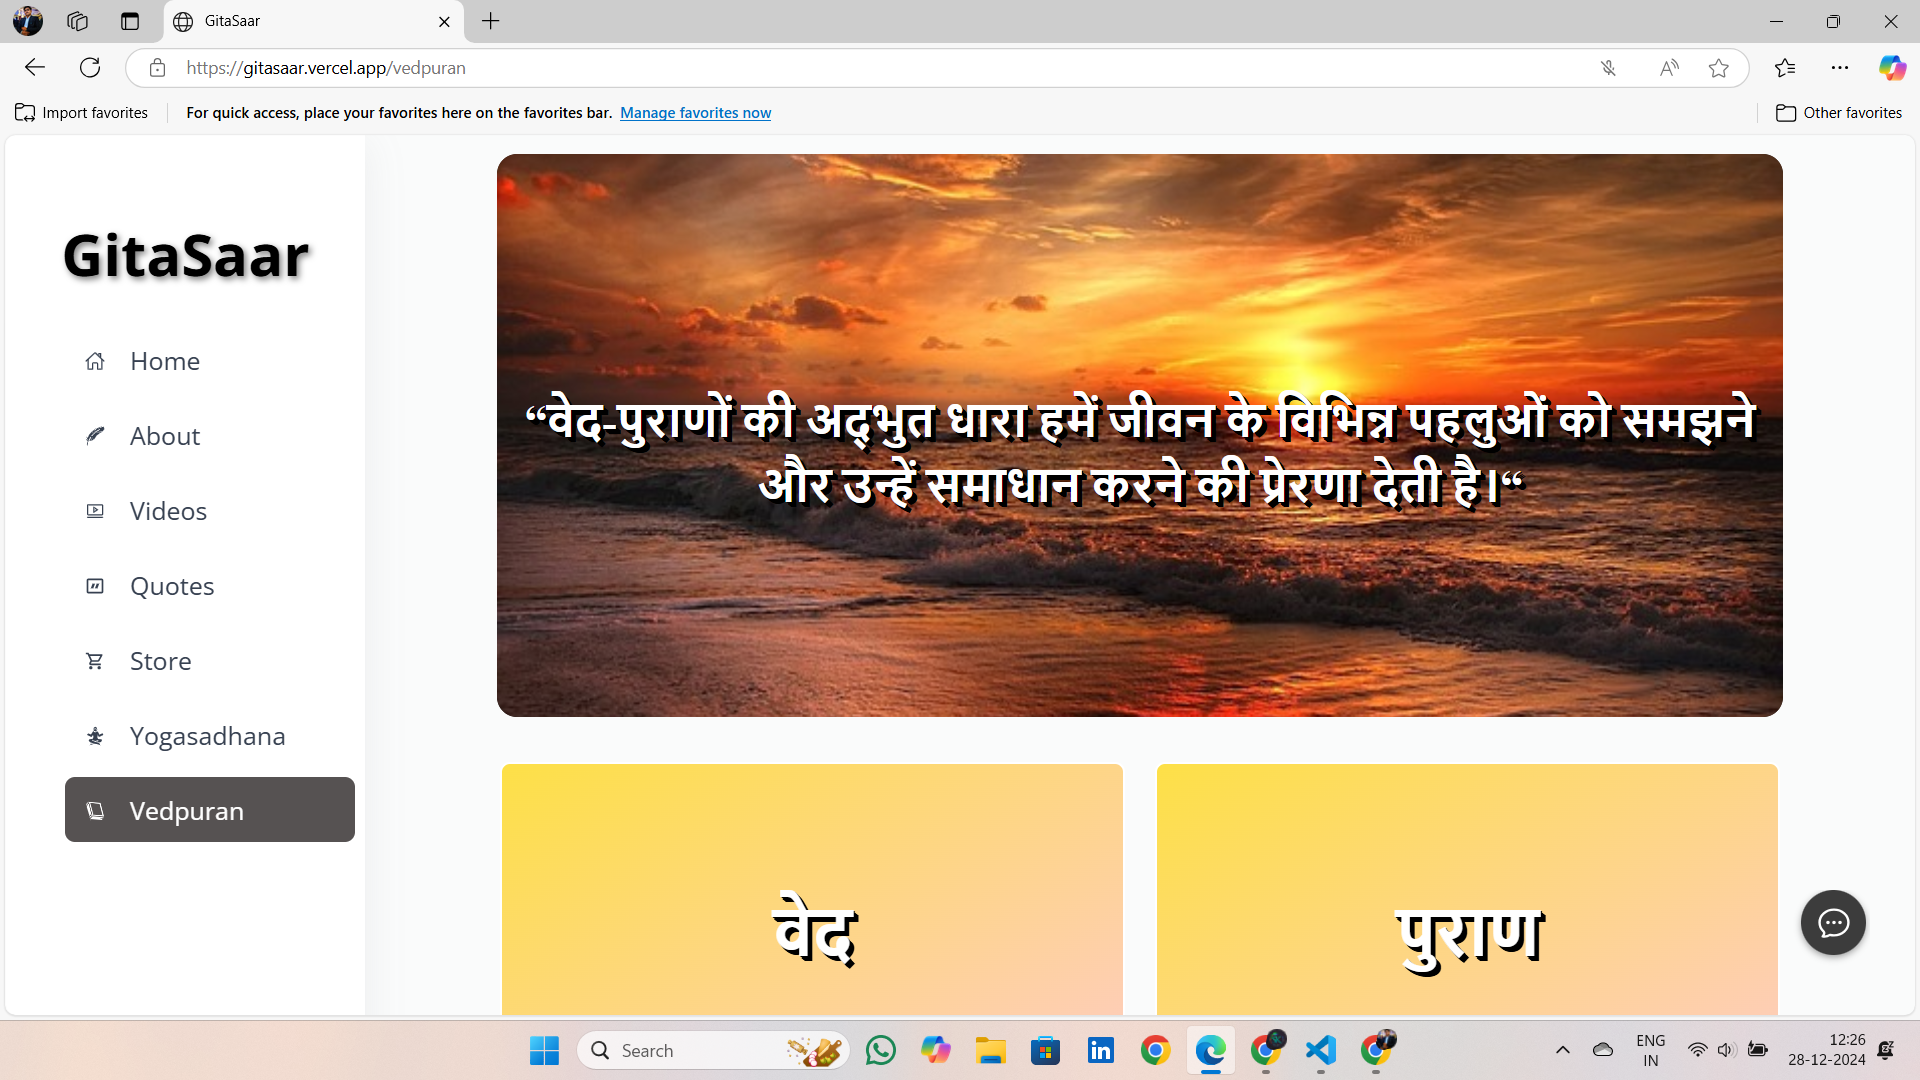 GitaSaar
https://gitasaar.vercel.app/vedpuran
Import favorites
For quick access, place your favorites here on the favorites bar. Manage favorites now
Other favorites
GitaSaar
Home
About
Videos
Quotes
Store
Yogasadhana
Vedpuran
“वेद-पुराणों की अद्भुत धारा हमें जीवन के विभिन्न पहलुओं को समझने
और उन्हें समाधान करने की प्रेरणा देती है।“
वेद
पुराण
Search
ENG
IN
12:26
28-12-2024